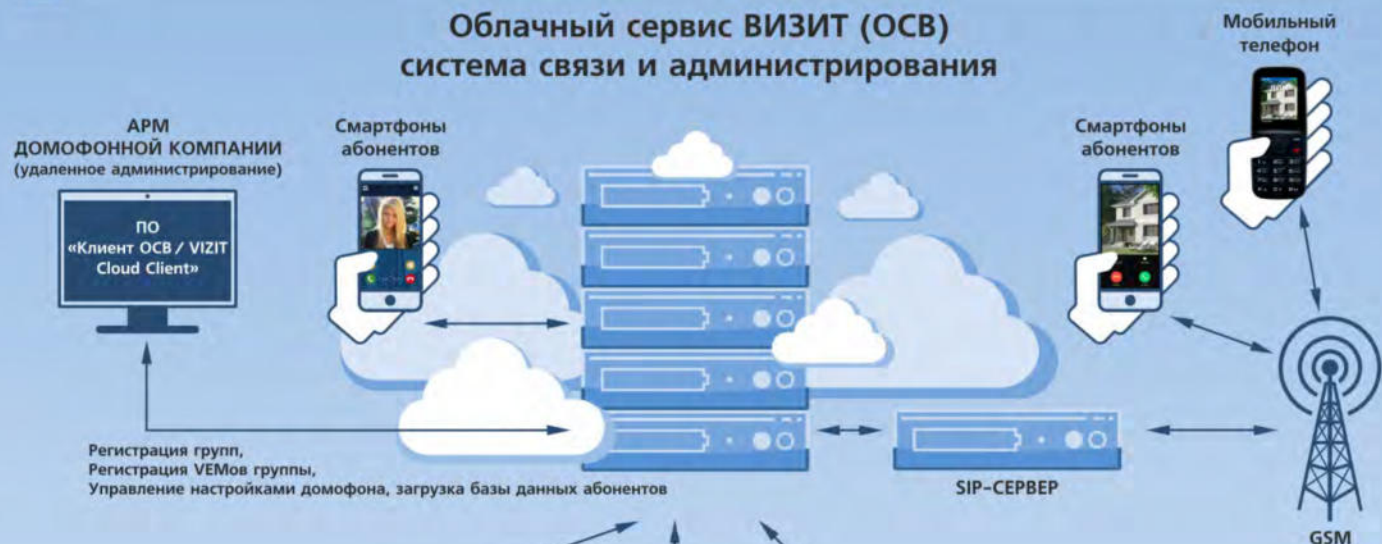 Облачный сервис ВИЗИТ (ОСВ)
система связи и администрирования
Мобильный
телефон
АРМ
ДОМОФОННОЙ КОМПАНИИ
(удаленное администрирование)
Смартфоны
абонентов
Смартфоны
абонентов
ПО
«Клиент ОСВ / VIZIT
Cloud Client»
Регистрация групп,
Регистрация VEMов группы,
Управление настройками домофона, загрузка базы данных абонентов
SIP-СЕРВЕР
GSM